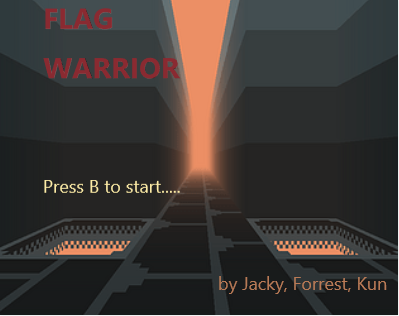 FLAG
WARRIOR
Press B to start.....
by Jacky, Forrest, Kun